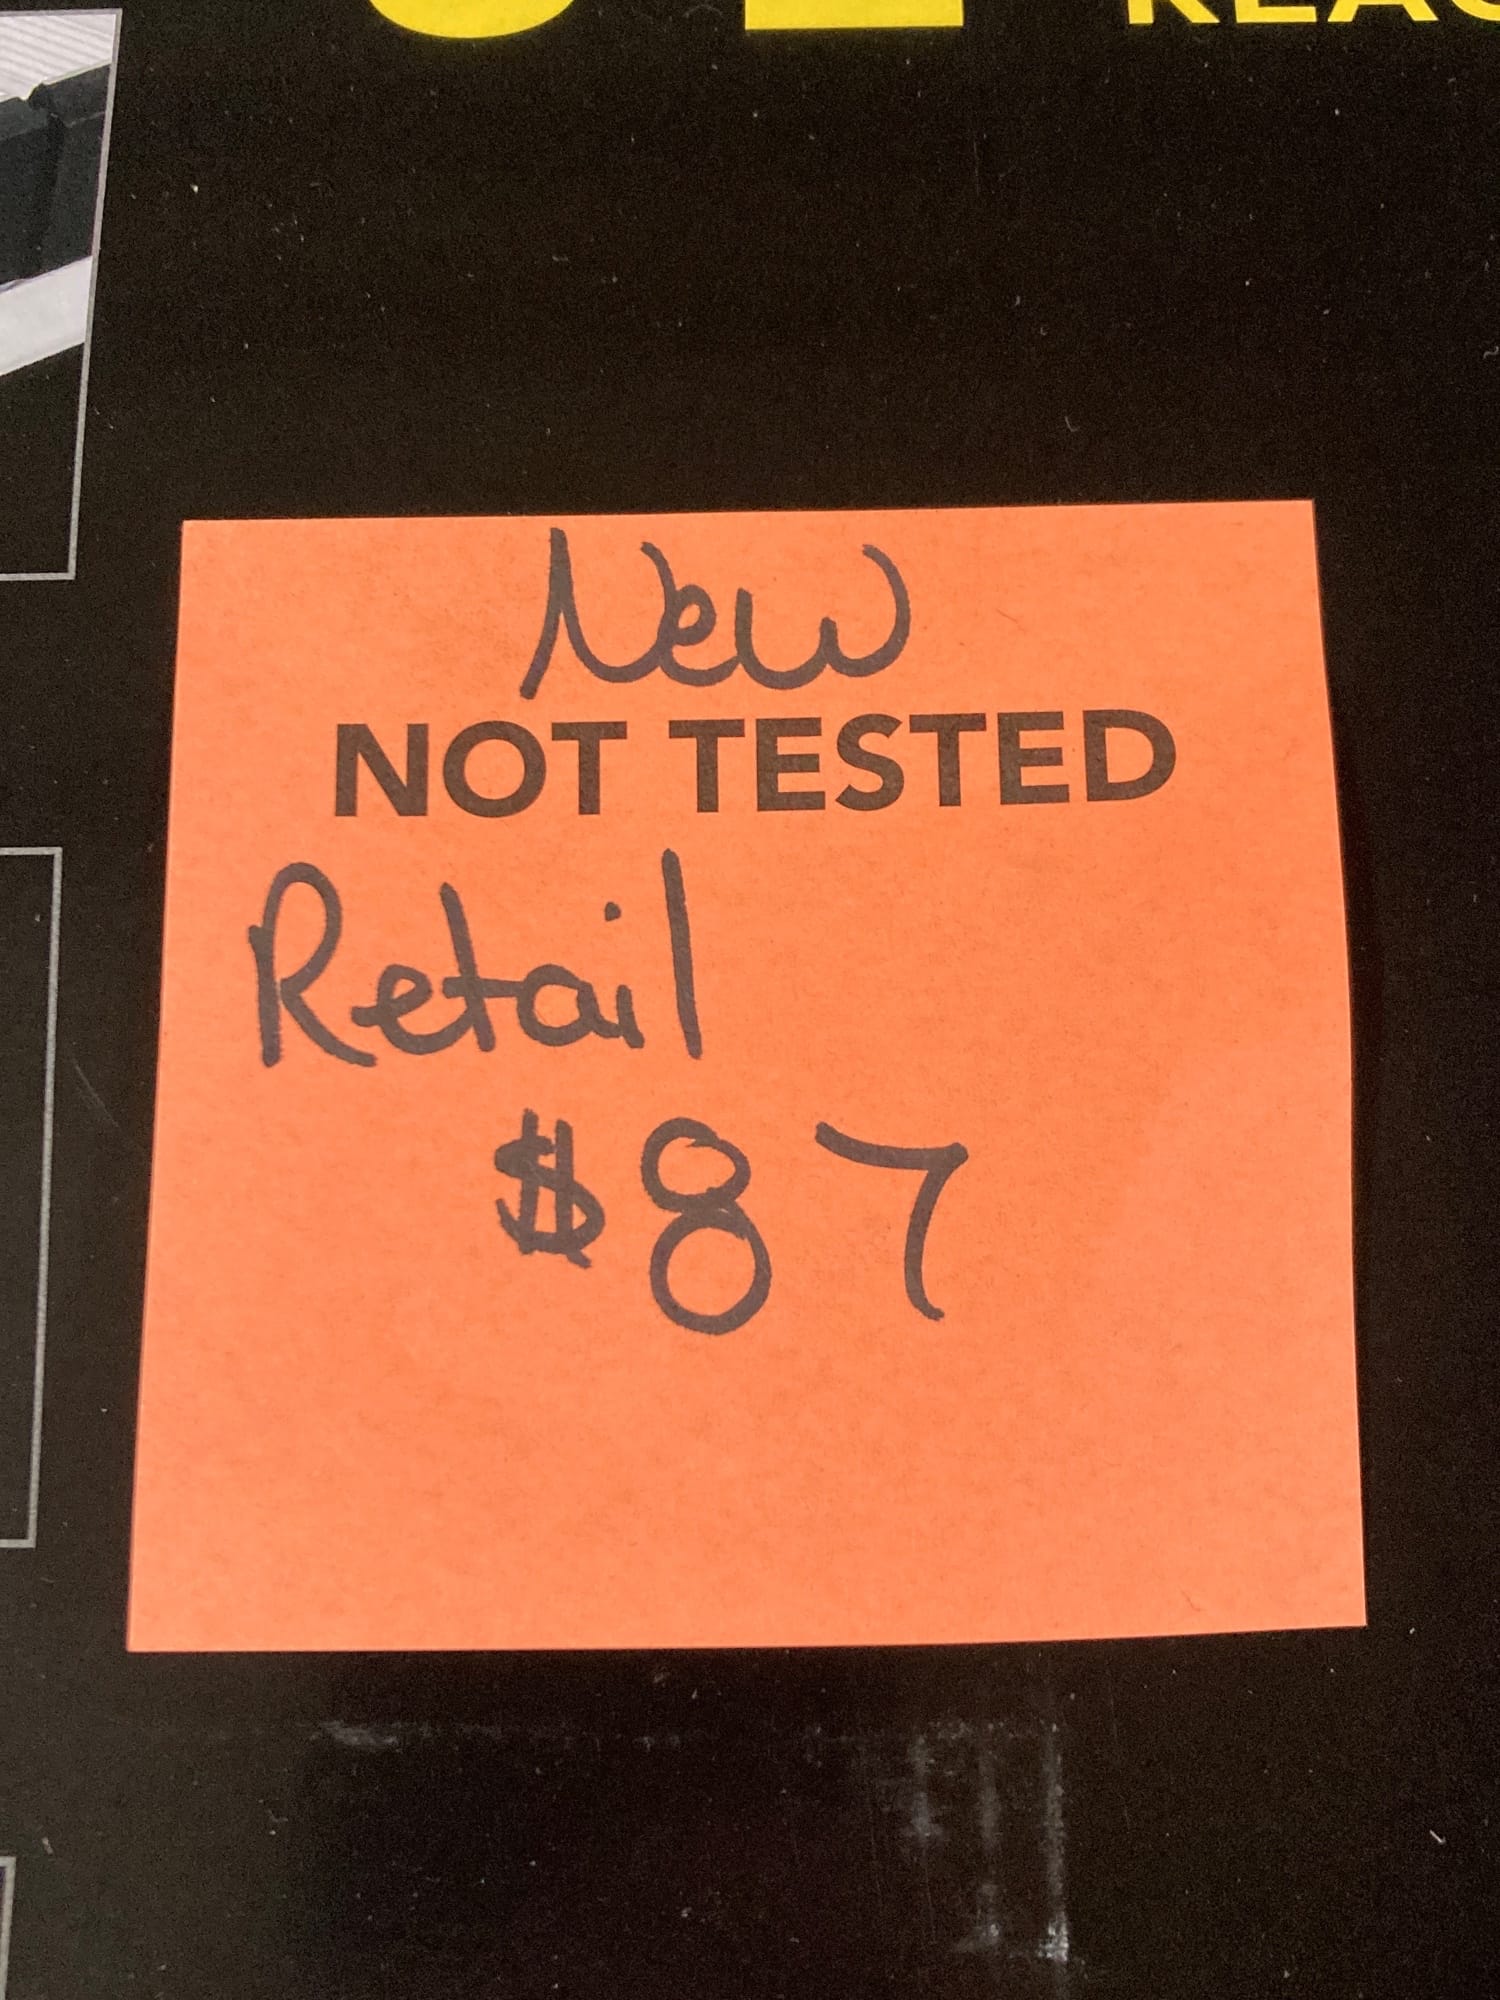 New
NOT TESTED
Retail
$87